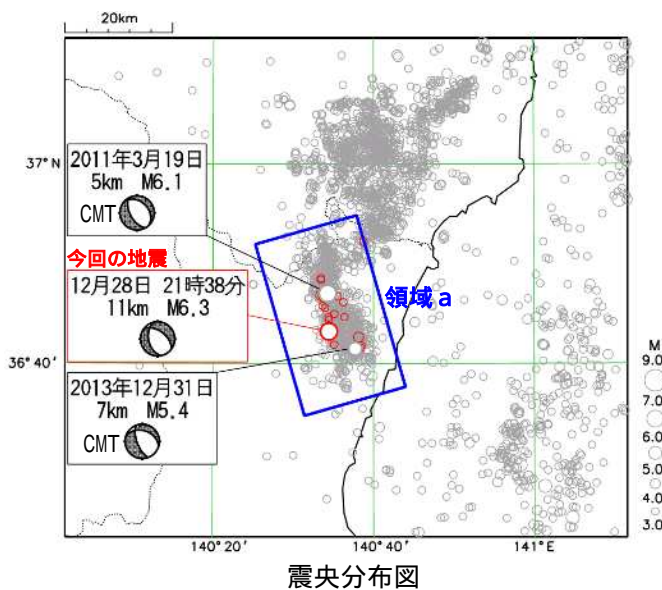 20km
2011年3月19日
5km M6.1
CMT
37°N
今回の地震
12月28日 21時38分
11km M6.3
領域a
36°40'
2013年12月31日
7km M5.4
CMT
M
9.0
7.0
6.0
5.0
4.0
3.0
140°20' 140°40' 141°E
震央分布図